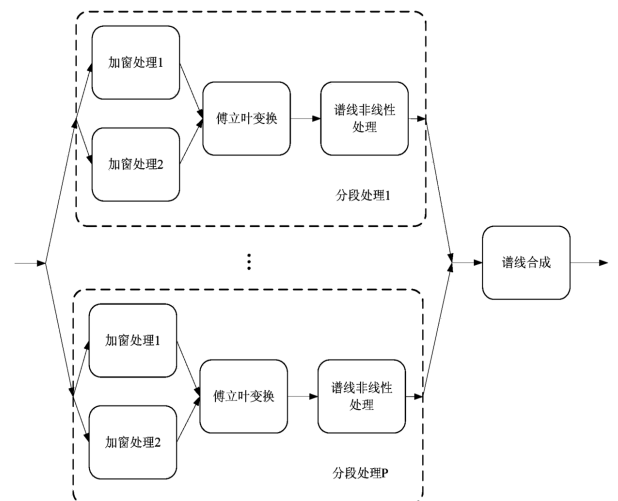 加窗处理1
加窗处理2
傅立叶变换
谱线非线性
处理
分段处理1
谱线合成
加窗处理1
加窗处理2
傅立叶变换
谱线非线性
处理
分段处理P